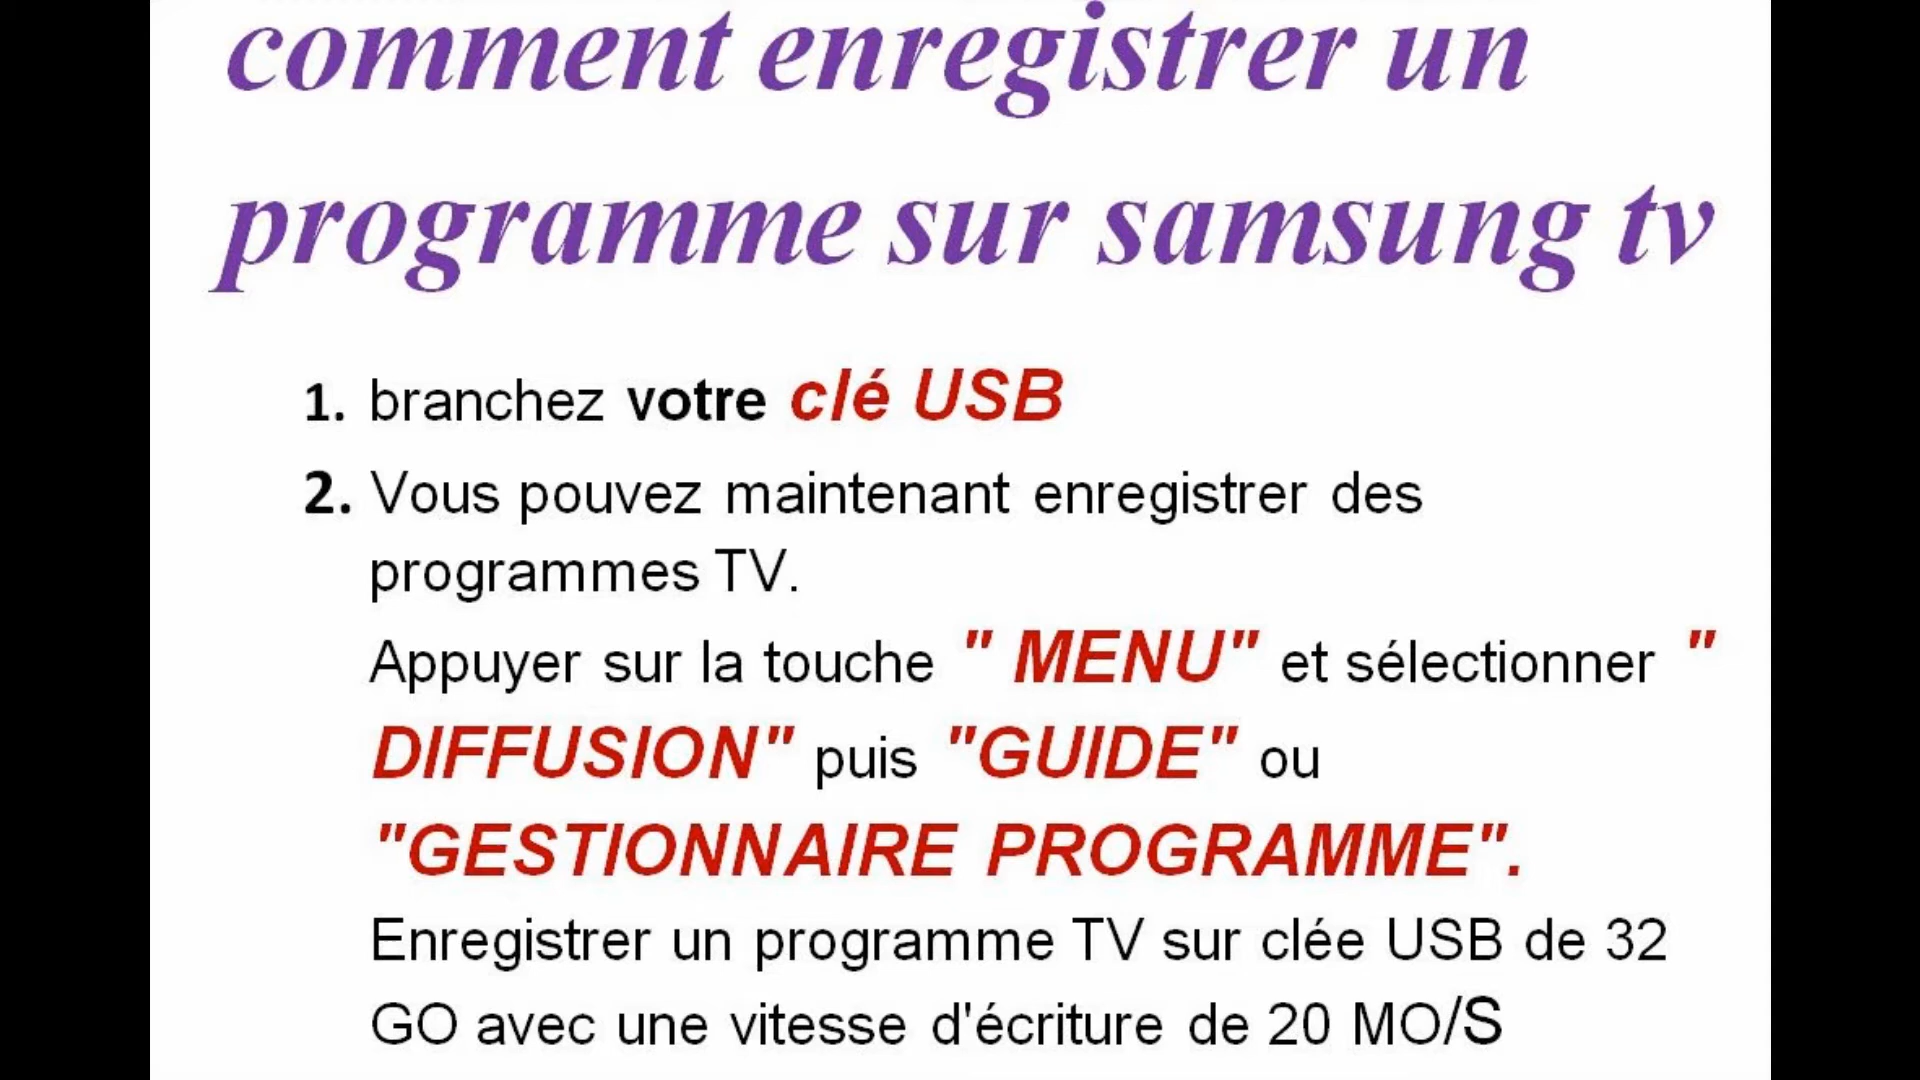 comment enregistrer un
programme sur samsung tv
1. branchez votre clé USB
2. Vous pouvez maintenant enregistrer des
programmes TV.
Appuyer sur la touche " MENU" et sélectionner "
DIFFUSION" puis "GUIDE" ou
"GESTIONNAIRE PROGRAMME".
Enregistrer un programme TV sur clée USB de 32
GO avec une vitesse d'écriture de 20 MO/S